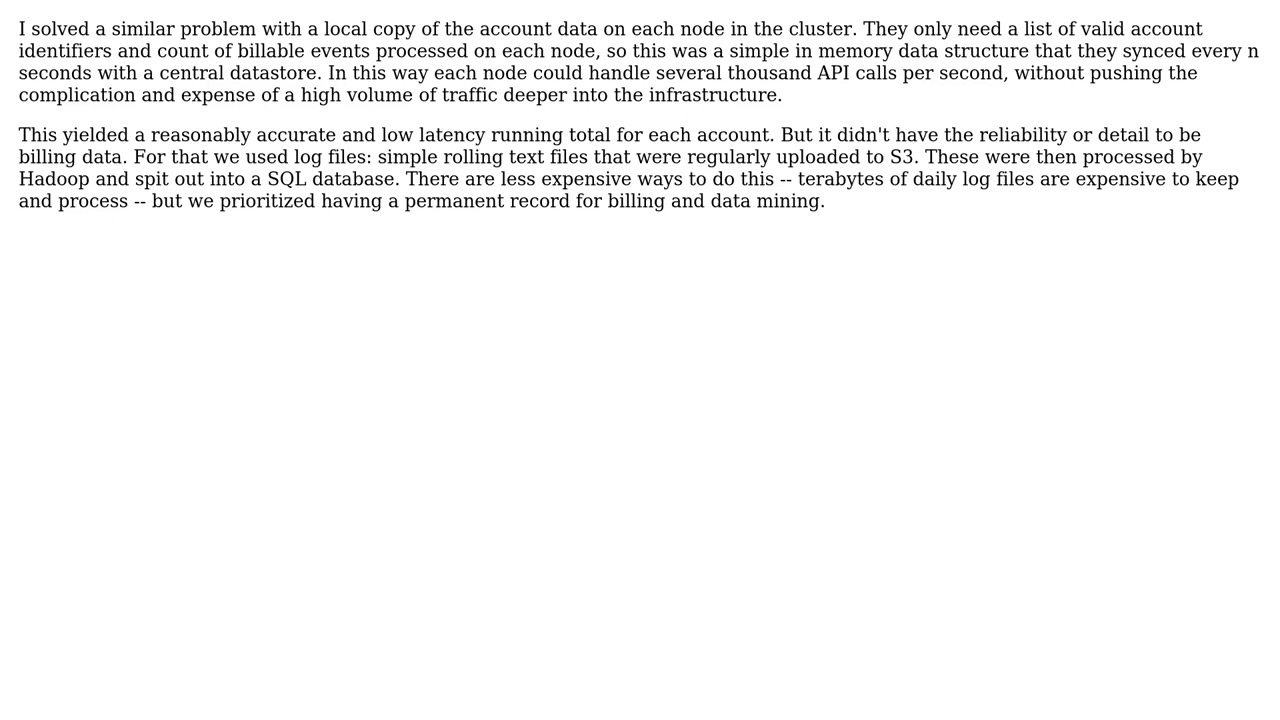 I solved a similar problem with a local copy of the account data on each node in the cluster. They only need a list of valid account
identifiers and count of billable events processed on each node, so this was a simple in memory data structure that they synced every n
seconds with a central datastore. In this way each node could handle several thousand API calls per second, without pushing the
complication and expense of a high volume of traffic deeper into the infrastructure.
This yielded a reasonably accurate and low latency running total for each account. But it didn't have the reliability or detail to be
billing data. For that we used log files: simple rolling text files that were regularly uploaded to S3. These were then processed by
Hadoop and spit out into a SQL database. There are less expensive ways to do this -- terabytes of daily log files are expensive to keep
and process -- but we prioritized having a permanent record for billing and data mining.